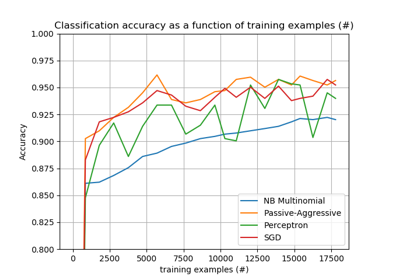 Classification accuracy as a function of training examples (#)
1.000
0.975
0.950
0.925
0.900
0.875
0.850
0.825
0.800
Accuracy
NB Multinomial
Passive-Aggressive
Perceptron
SGD
0 2500 5000 7500 10000 12500 15000 17500
training examples (#)